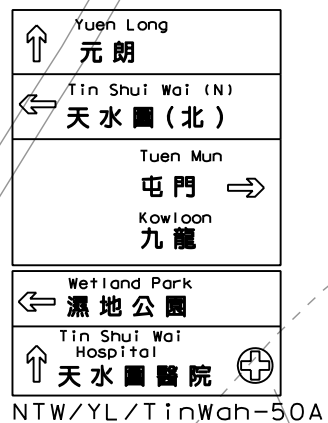 Yuen Long
元朗
Tin Shui Wai (N)
天水圍(北)
Tuen Mun
屯門
Kowloon
九龍
Wetland Park
濕地公園
Tin Shui Wai
Hospital
天水圍醫院
NTW/YL/TinWah-50A